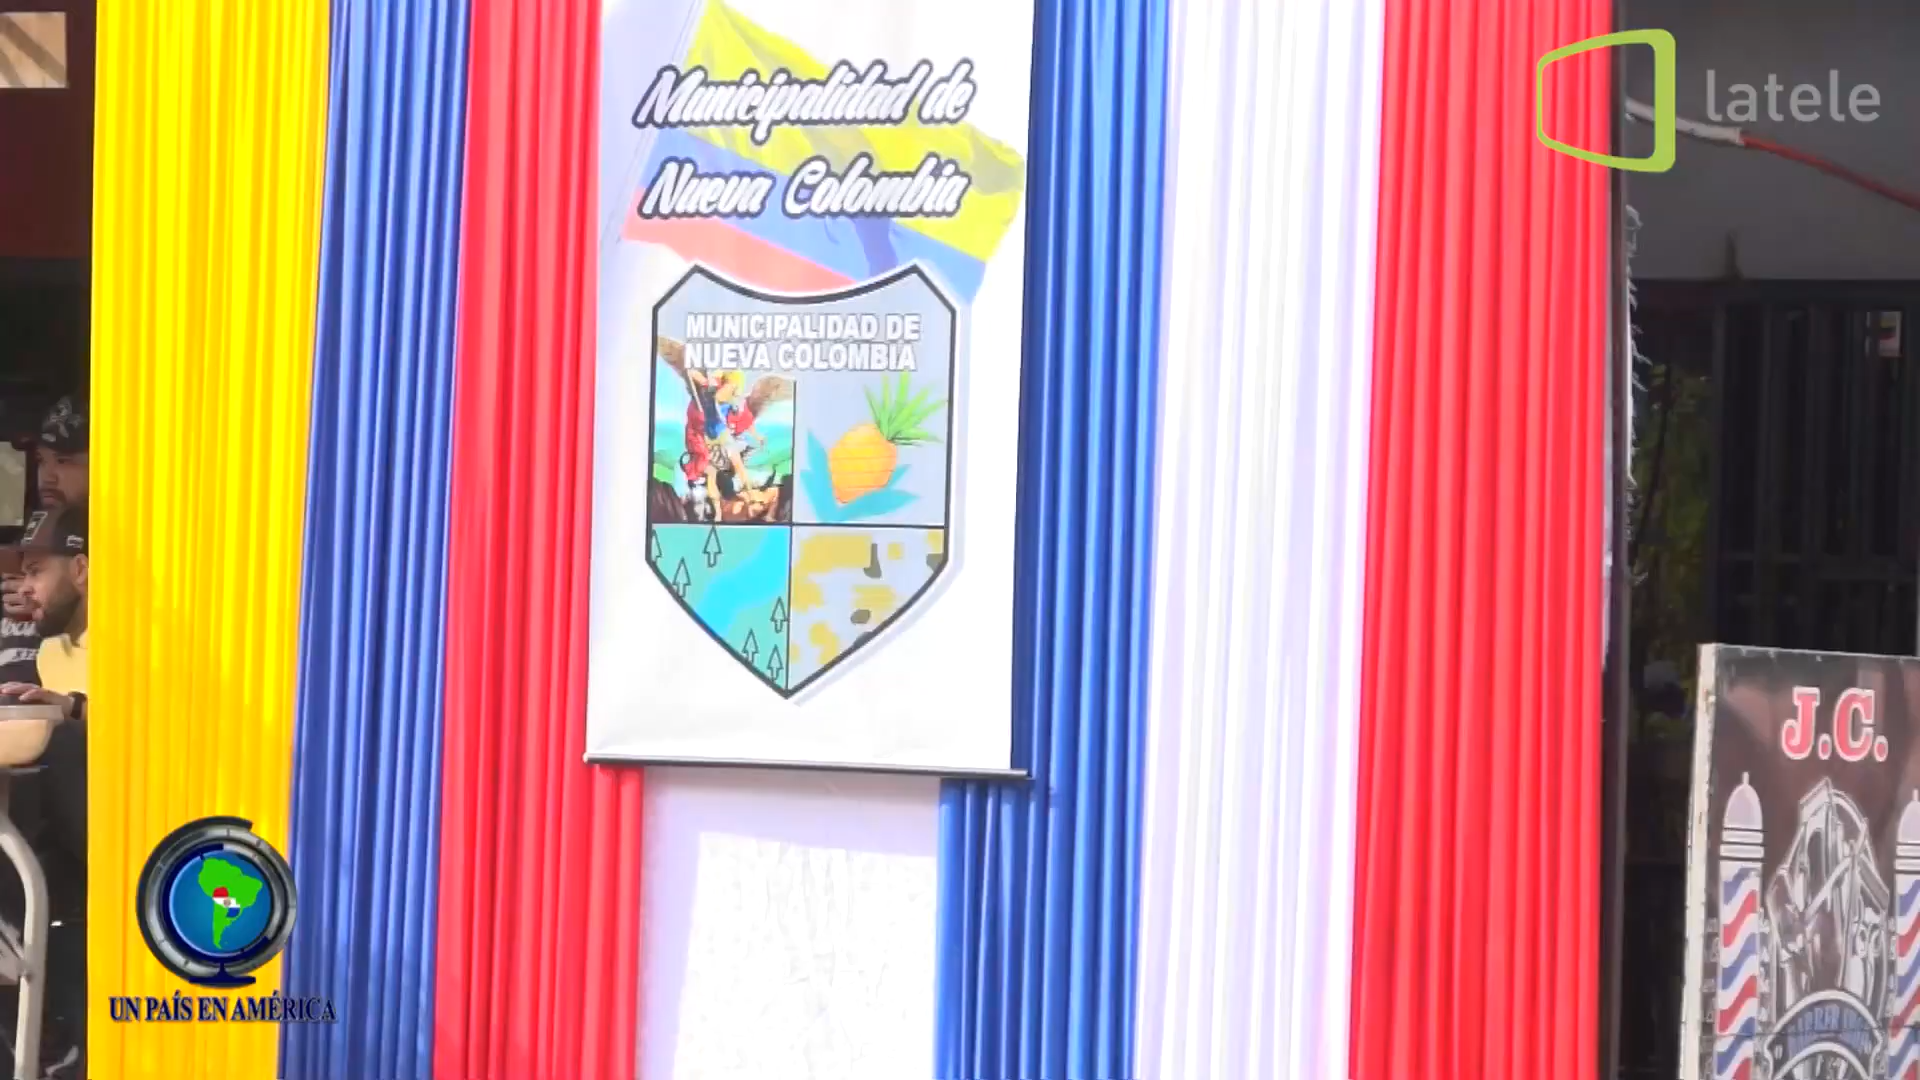 Municipalidad de
Nueva Colombia
MUNICIPALIDAD DE
NUEVA COLOMBIA
latele
J.C.
UN PAÍS EN AMÉRICA